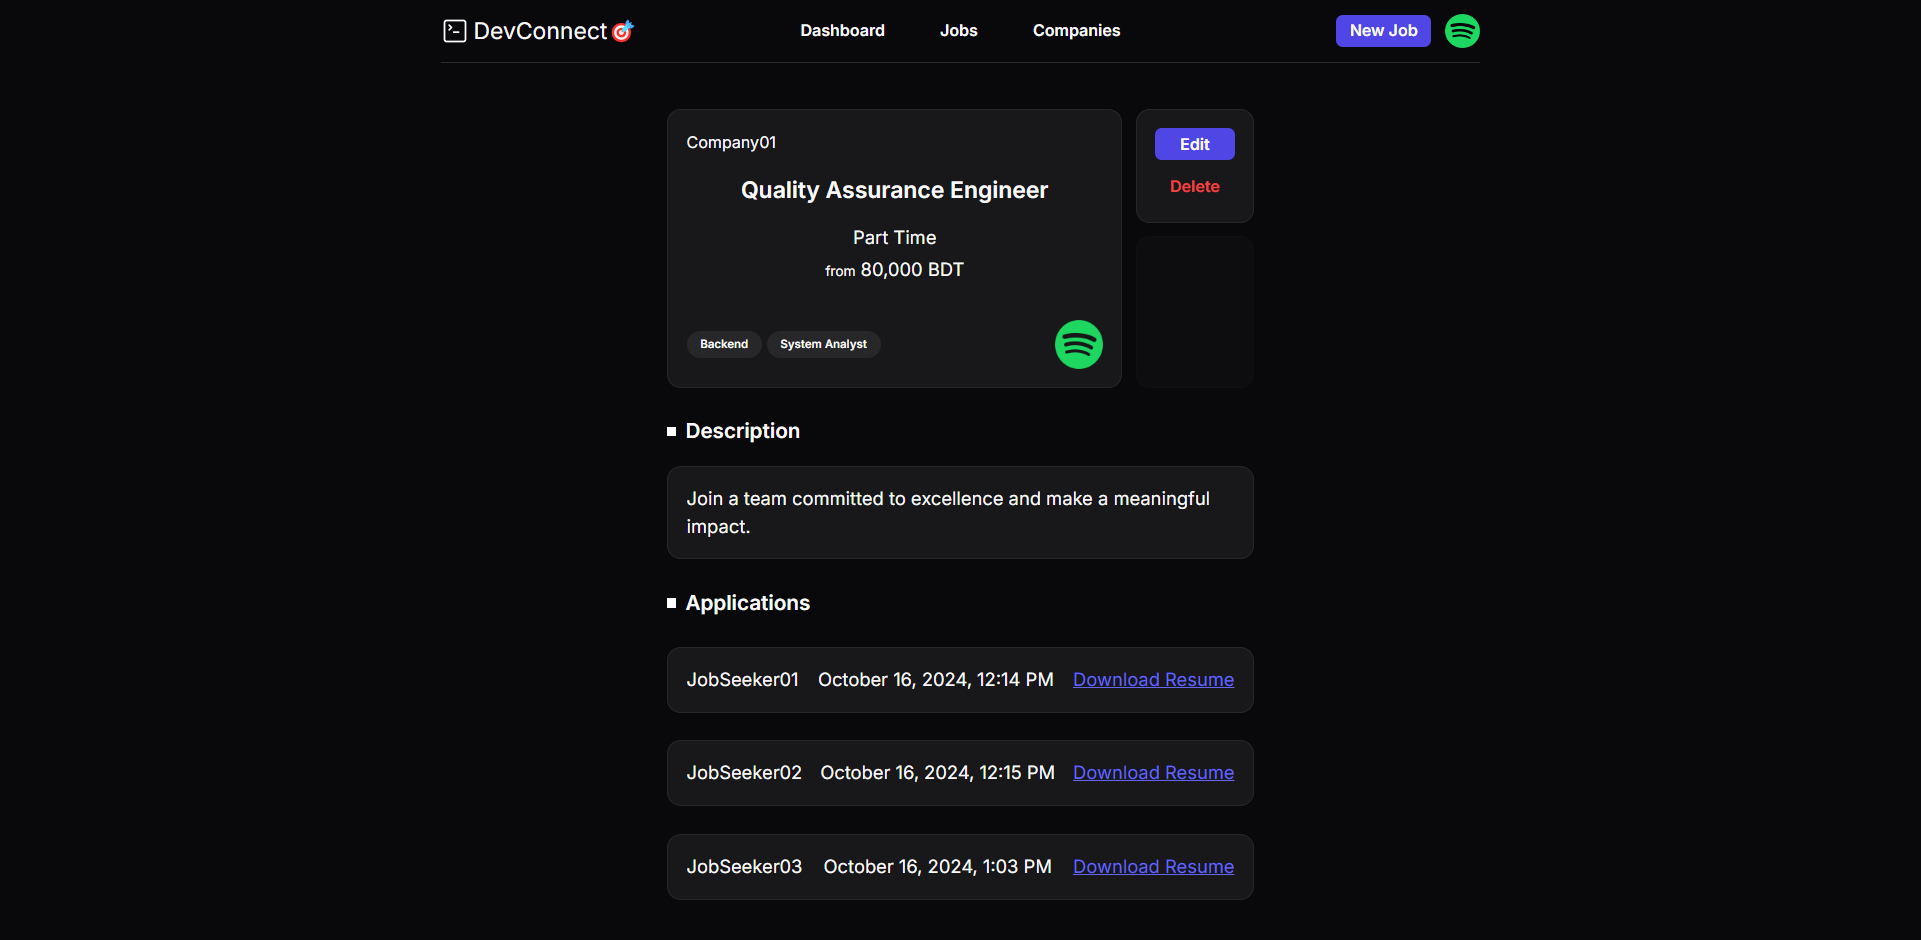 DevConnect
Dashboard
Jobs
Companies
New Job
Company01
Quality Assurance Engineer
Part Time
from 80,000 BDT
Backend
System Analyst
Edit
Delete
Description
Join a team committed to excellence and make a meaningful
impact.
Applications
JobSeeker01 October 16, 2024, 12:14 PM Download Resume
JobSeeker02 October 16, 2024, 12:15 PM Download Resume
JobSeeker03 October 16, 2024, 1:03 PM Download Resume